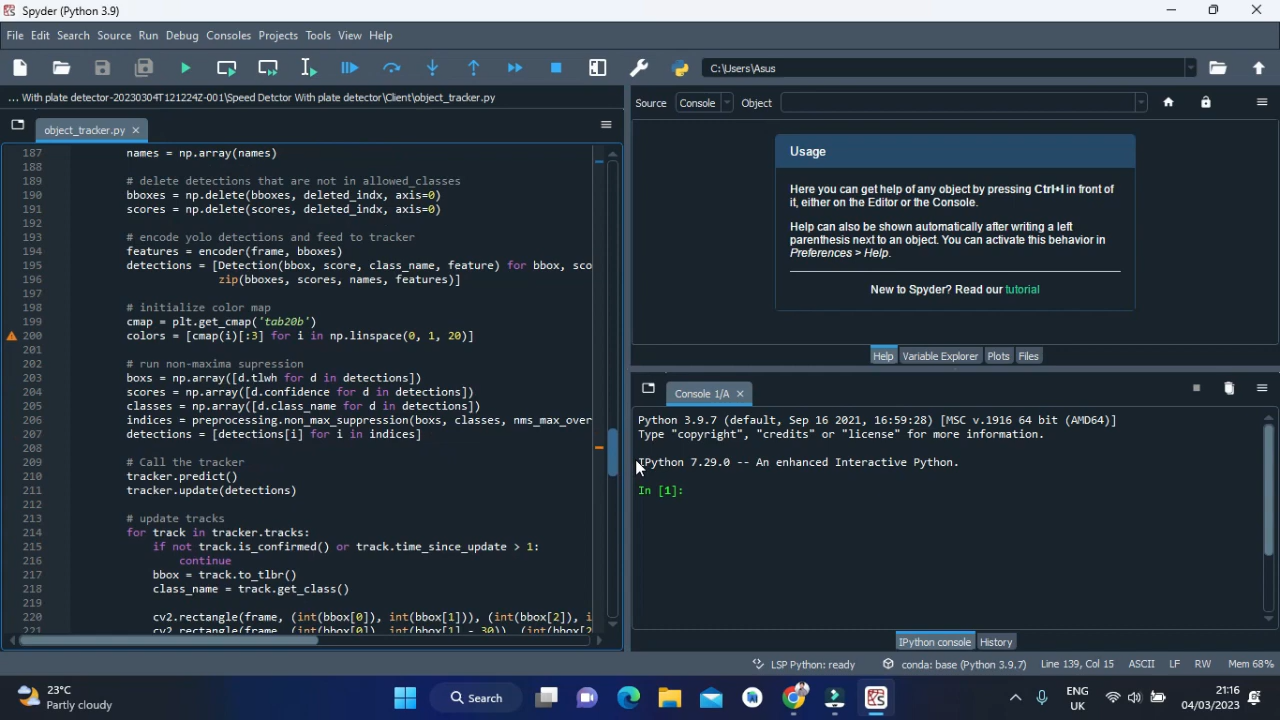 Spyder (Python 3.9)
File Edit Search Source Run Debug Consoles Projects Tools View Help
C:\Users\Asus
... With plate detector-20230304T121224Z-001\Speed Detctor With plate detector\Client\object_tracker.py
object_tracker.py
187 names = np.array(names)
188
189 # delete detections that are not in allowed_classes
190 bboxes = np.delete(bboxes, deleted_indx, axis=0)
191 scores = np.delete(scores, deleted_indx, axis=0)
192
193 # encode yolo detections and feed to tracker
194 features = encoder(frame, bboxes)
195 detections = [Detection(bbox, score, class_name, feature) for bbox, sco
196 zip(bboxes, scores, names, features)]
197
198 # initialize color map
199 cmap = plt.get_cmap('tab20b')
200 colors = [cmap(i)[:3] for i in np.linspace(0, 1, 20)]
201
202 # run non-maxima supression
203 boxs = np.array([d.tlwh for d in detections])
204 scores = np.array([d.confidence for d in detections])
205 classes = np.array([d.class_name for d in detections])
206 indices = preprocessing.non_max_suppression(boxs, classes, nms_max_over
207 detections = [detections[i] for i in indices]
208
209 # Call the tracker
210 tracker.predict()
211 tracker.update(detections)
212
213 # update tracks
214 for track in tracker.tracks:
215 if not track.is_confirmed() or track.time_since_update > 1:
216 continue
217 bbox = track.to_tlbr()
218 class_name = track.get_class()
219
220 cv2.rectangle(frame, (int(bbox[0]), int(bbox[1])), (int(bbox[2]), i
221 cv2.rectangle(frame, (int(bbox[0]), int(bbox[1] - 30)), (int(bbox[2
Source Console Object
Usage
Here you can get help of any object by pressing Ctrl+I in front of
it, either on the Editor or the Console.
Help can also be shown automatically after writing a left
parenthesis next to an object. You can activate this behavior in
Preferences > Help.
New to Spyder? Read our tutorial
Help Variable Explorer Plots Files
Console 1/A
Python 3.9.7 (default, Sep 16 2021, 16:59:28) [MSC v.1916 64 bit (AMD64)]
Type "copyright", "credits" or "license" for more information.
IPython 7.29.0 -- An enhanced Interactive Python.
In [1]:
IPython console History
LSP Python: ready conda: base (Python 3.9.7) Line 139, Col 15 ASCII LF RW Mem 68%
23°C
Partly cloudy
Search
ENG
UK
21:16
04/03/2023